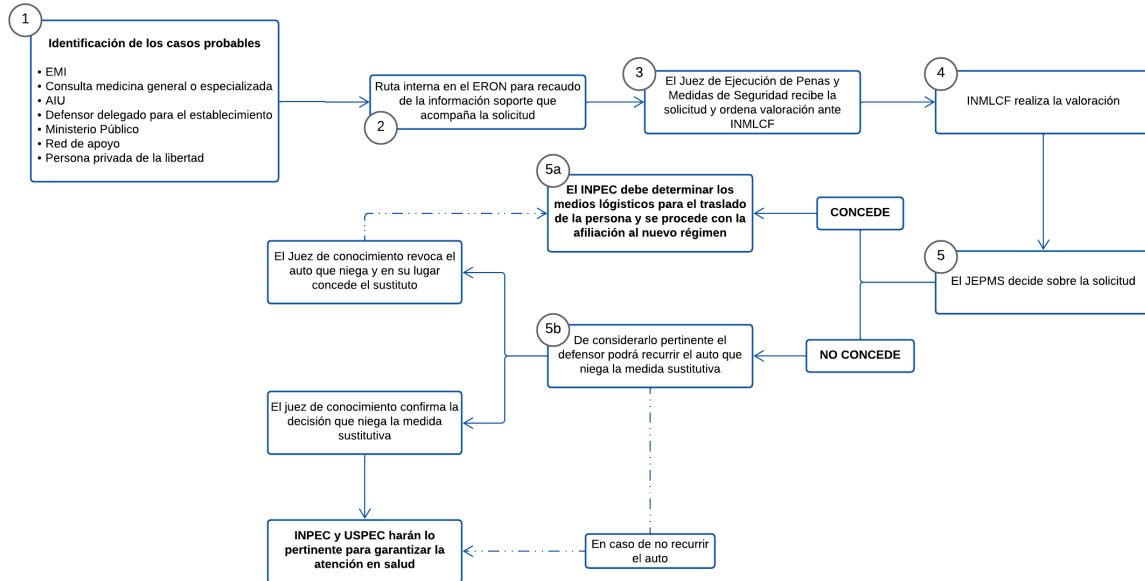 1
Identificación de los casos probables
• EMI
• Consulta medicina general o especializada
• AIU
• Defensor delegado para el establecimiento
• Ministerio Público
• Red de apoyo
• Persona privada de la libertad
2
Ruta interna en el ERON para recaudo
de la información soporte que
acompaña la solicitud
3
El Juez de Ejecución de Penas y
Medidas de Seguridad recibe la
solicitud y ordena valoración ante
INMLCF
4
INMLCF realiza la valoración
5
El JEPMS decide sobre la solicitud
CONCEDE
5a
El INPEC debe determinar los
medios lógisticos para el traslado
de la persona y se procede con la
afiliación al nuevo régimen
NO CONCEDE
5b
De considerarlo pertinente el
defensor podrá recurrir el auto que
niega la medida sustitutiva
El Juez de conocimiento revoca el
auto que niega y en su lugar
concede el sustituto
El juez de conocimiento confirma la
decisión que niega la medida
sustitutiva
En caso de no recurrir
el auto
INPEC y USPEC harán lo
pertinente para garantizar la
atención en salud